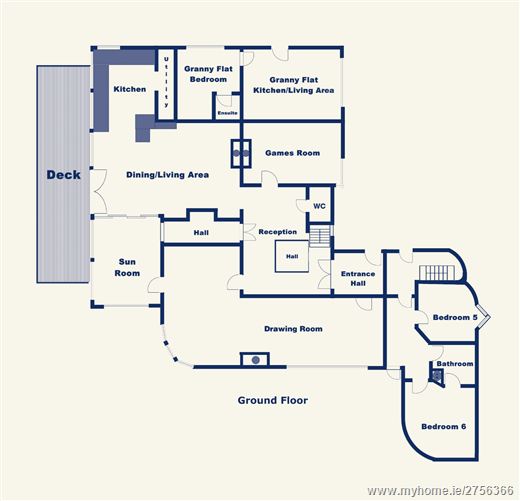 Kitchen
Utility
Granny Flat
Bedroom
Ensuite
Granny Flat
Kitchen/Living Area
Games Room
Deck
Dining/Living Area
WC
Hall
Reception
Hall
Sun
Room
Entrance
Hall
Drawing Room
Bedroom 5
Bathroom
Bedroom 6
Ground Floor
www.myhome.ie/2756366